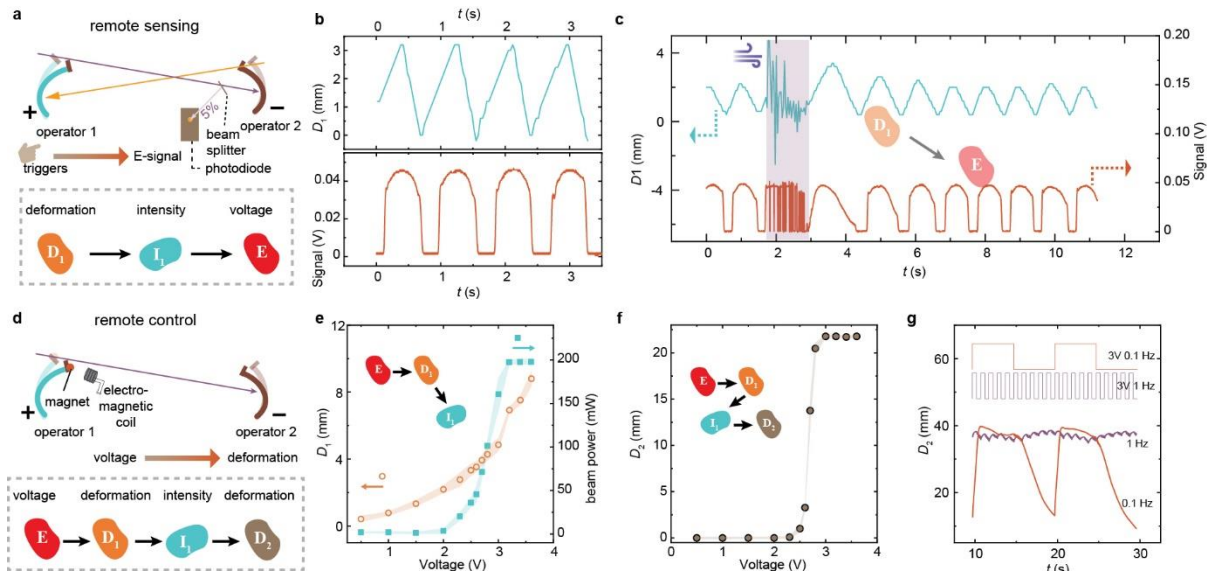 a
remote sensing
5%
+
−
operator 1
operator 2
beam
splitter
photodiode
triggers
E-signal
deformation
intensity
voltage
D1
I1
E
b
t (s)
0 1 2 3
D1 (mm)
3
2
1
0
Signal (V)
0.04
0.02
0
0 1 2 3
t (s)
c
4
0
-4
D1 (mm)
0.20
0.15
0.10
0.05
0
Signal (V)
D1
E
0 2 4 6 8 10 12
t (s)
d
remote control
+
−
magnet
electro-
magnetic
coil
operator 1
operator 2
voltage
deformation
voltage
deformation
intensity
deformation
E
D1
I1
D2
e
12
10
8
6
4
2
0
D1 (mm)
200
150
100
50
0
beam power (mW)
E
D1
I1
1 2 3 4
Voltage (V)
f
20
15
10
5
0
D2 (mm)
E
D1
I1
D2
0 1 2 3 4
Voltage (V)
g
60
40
20
0
D2 (mm)
3V 0.1 Hz
3V 1 Hz
1 Hz
0.1 Hz
10 15 20 25 30
t (s)